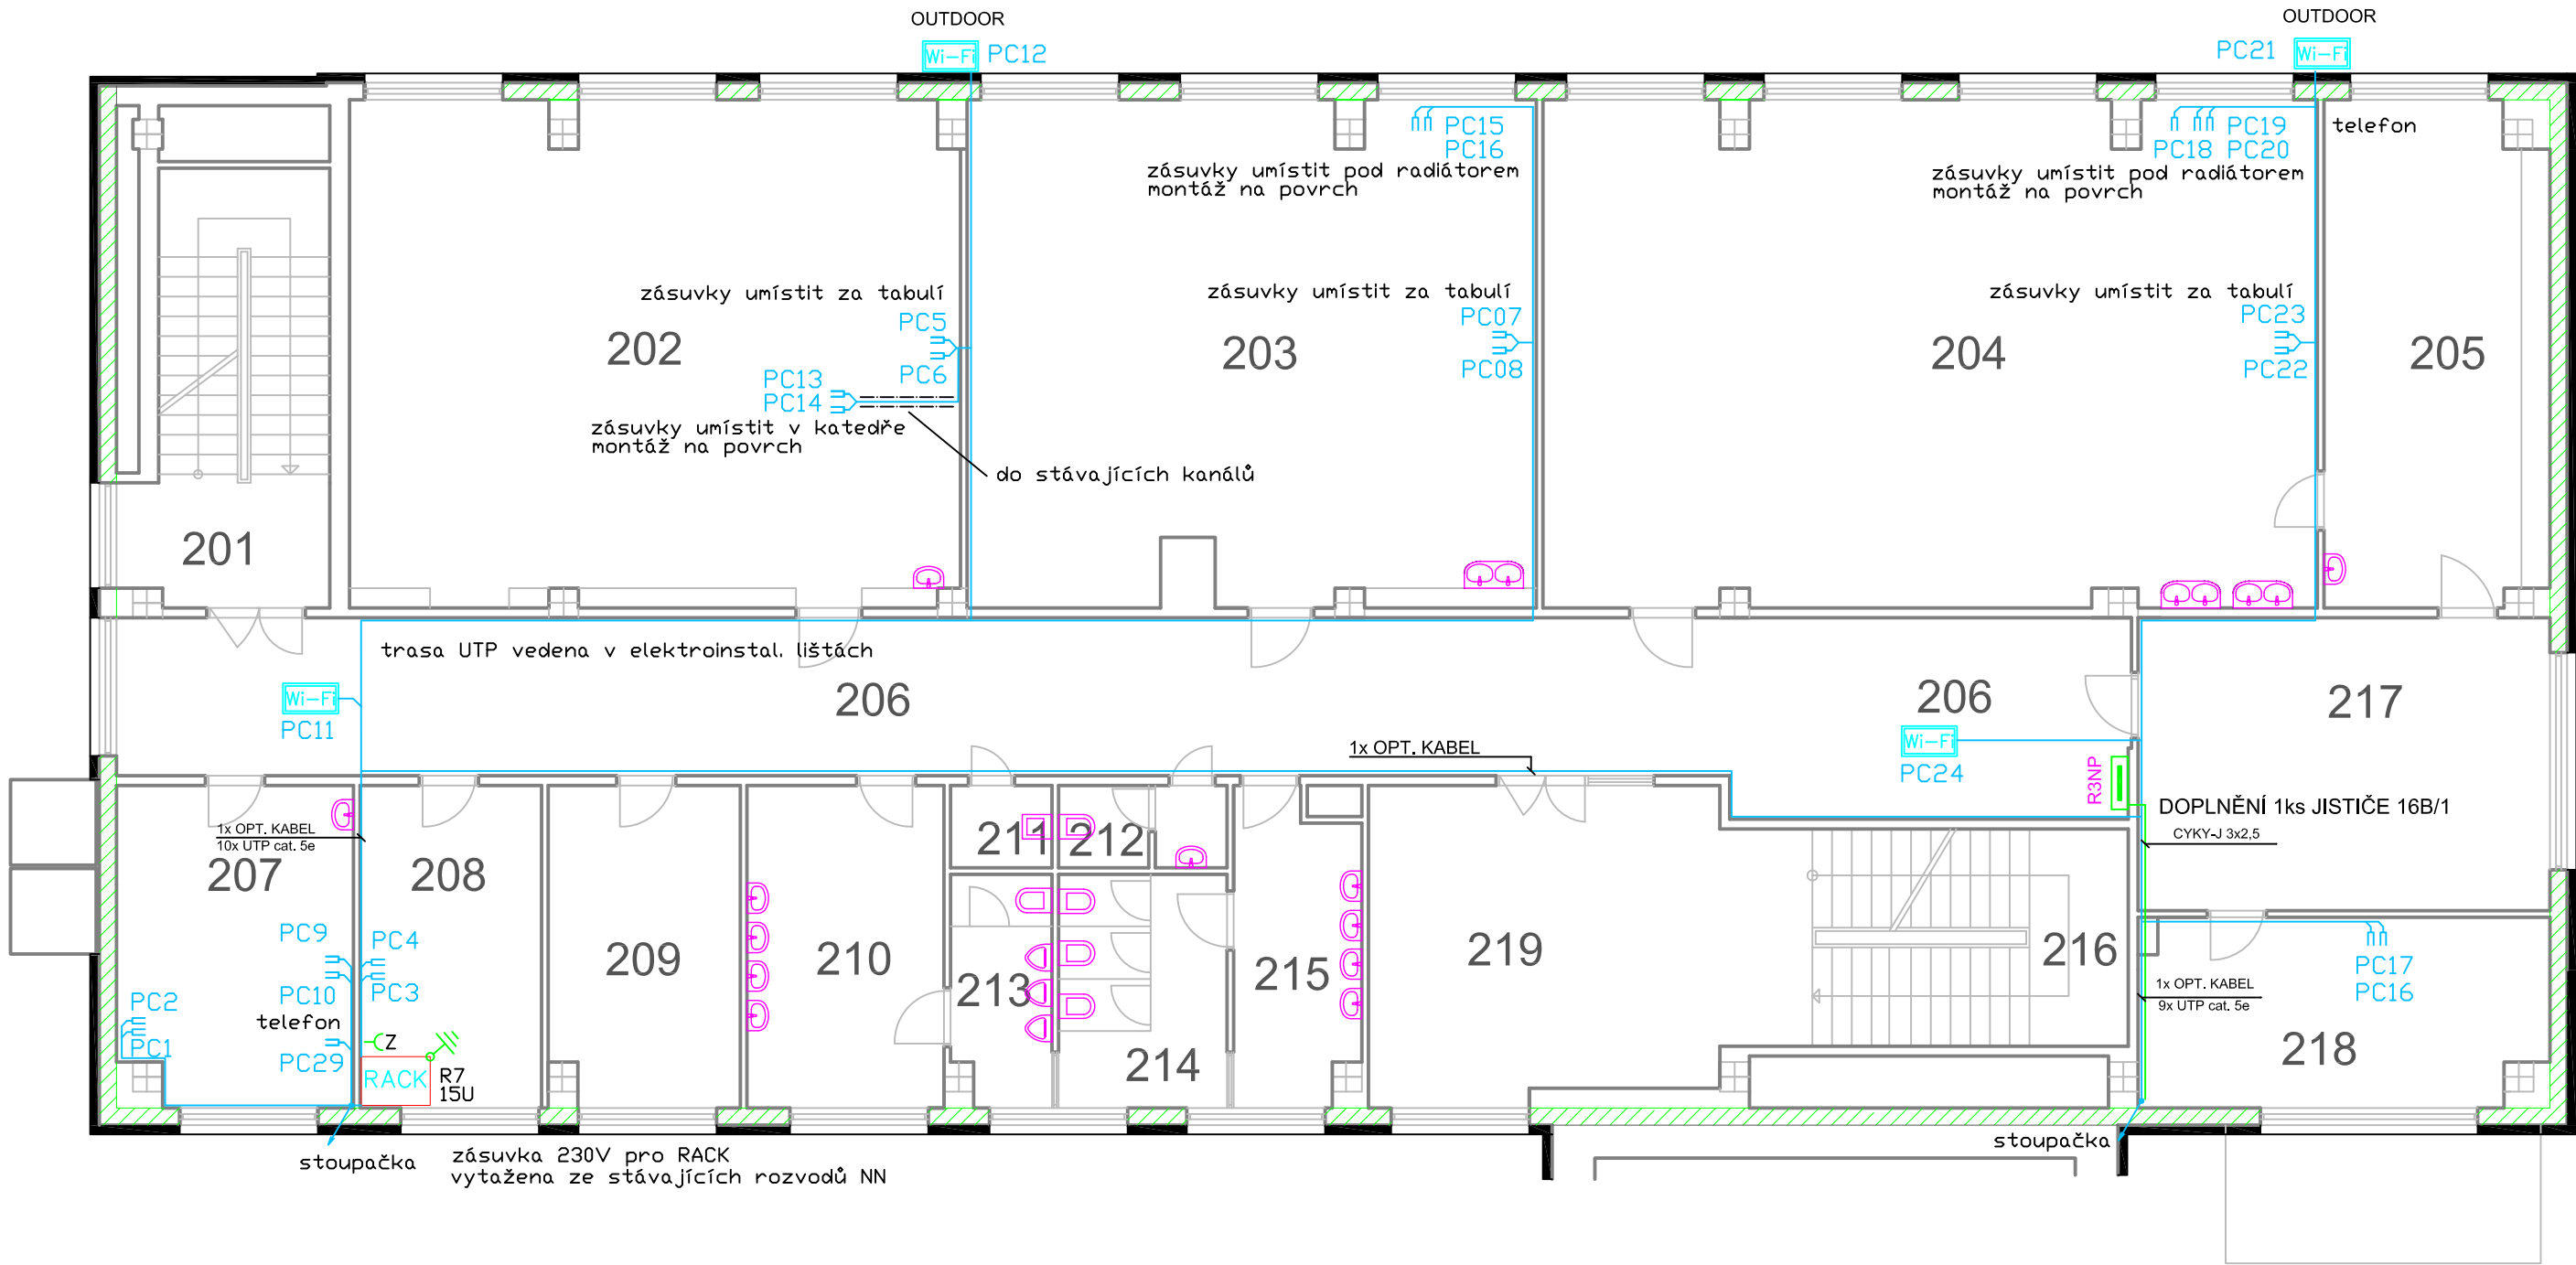 OUTDOOR
OUTDOOR
Wi-Fi PC12
PC21 Wi-Fi
PC15
PC16
zásuvky umístit pod radiátorem
montáž na povrch
PC19
PC18 PC20
zásuvky umístit pod radiátorem
montáž na povrch
telefon
zásuvky umístit za tabulí
PC5
PC6
202
PC13
PC14
zásuvky umístit v katedře
montáž na povrch
do stávajících kanálů
zásuvky umístit za tabulí
PC07
PC08
203
zásuvky umístit za tabulí
PC23
PC22
204
205
201
trasa UTP vedena v elektroinstal. lištách
Wi-Fi
PC11
206
206
217
Wi-Fi
PC24
1x OPT. KABEL
R3NP
DOPLNĚNÍ 1ks JISTIČE 16B/1
CYKY-J 3x2,5
1x OPT. KABEL
10x UTP cat. 5e
207
208
211
212
209
210
213
214
215
219
216
PC9
PC10
telefon
PC29
PC2
PC1
PC4
PC3
Z
RACK
R7
15U
PC17
PC16
1x OPT. KABEL
9x UTP cat. 5e
218
stoupačka
zásuvka 230V pro RACK
vytažena ze stávajících rozvodů NN
stoupačka